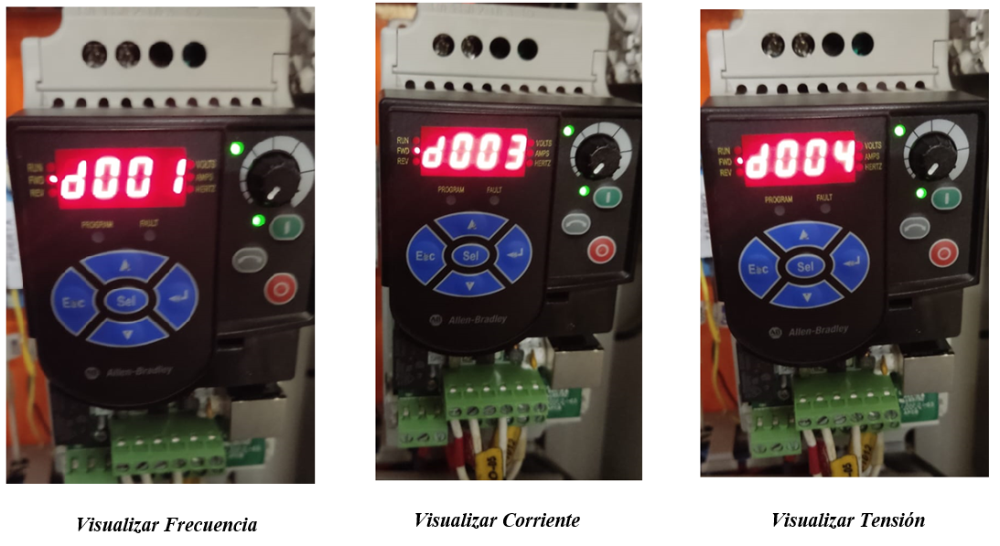 d001
RUN
FWD
REV
VOLTS
AMPS
HERTZ
PROGRAM FAULT
Esc
Sel
Allen-Bradley
d003
RUN
FWD
REV
VOLTS
AMPS
HERTZ
PROGRAM FAULT
Esc
Sel
AB Allen-Bradley
d004
RUN
FWD
REV
VOLTS
AMPS
HERTZ
PROGRAM FAULT
Esc
Sel
AB Allen-Bradley
Visualizar Frecuencia
Visualizar Corriente
Visualizar Tensión